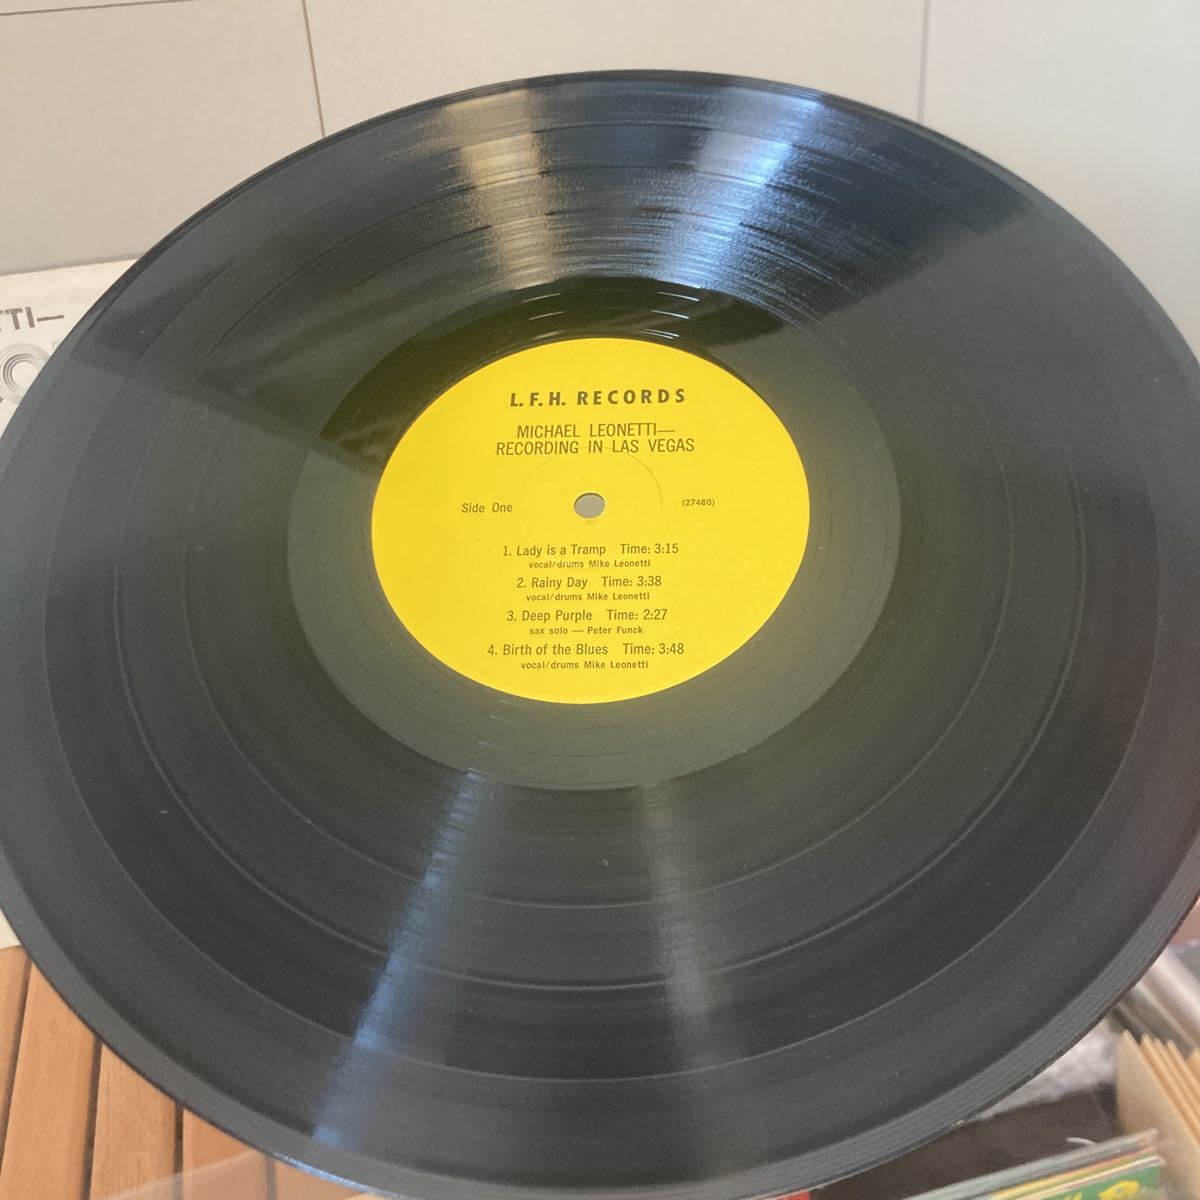 TTI—
L.F.H. RECORDS
MICHAEL LEONETTI—
RECORDING IN LAS VEGAS
Side One
(27480)
1. Lady is a Tramp Time: 3:15
vocal/drums Mike Leonetti
2. Rainy Day Time: 3:38
vocal/drums Mike Leonetti
3. Deep Purple Time: 2:27
sax solo — Peter Funck
4. Birth of the Blues Time: 3:48
vocal/drums Mike Leonetti